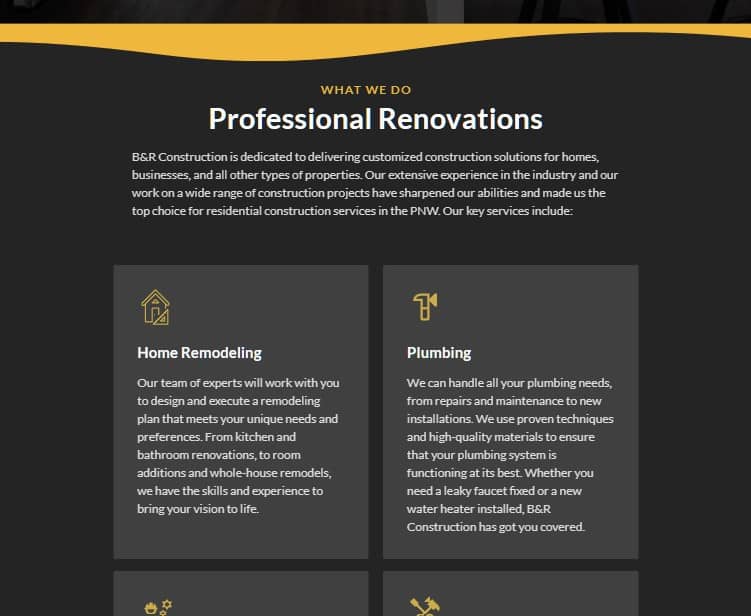 WHAT WE DO
Professional Renovations
B&R Construction is dedicated to delivering customized construction solutions for homes,
businesses, and all other types of properties. Our extensive experience in the industry and our
work on a wide range of construction projects have sharpened our abilities and made us the
top choice for residential construction services in the PNW. Our key services include:
Home Remodeling
Our team of experts will work with you
to design and execute a remodeling
plan that meets your unique needs and
preferences. From kitchen and
bathroom renovations, to room
additions and whole-house remodels,
we have the skills and experience to
bring your vision to life.
Plumbing
We can handle all your plumbing needs,
from repairs and maintenance to new
installations. We use proven techniques
and high-quality materials to ensure
that your plumbing system is
functioning at its best. Whether you
need a leaky faucet fixed or a new
water heater installed, B&R
Construction has got you covered.